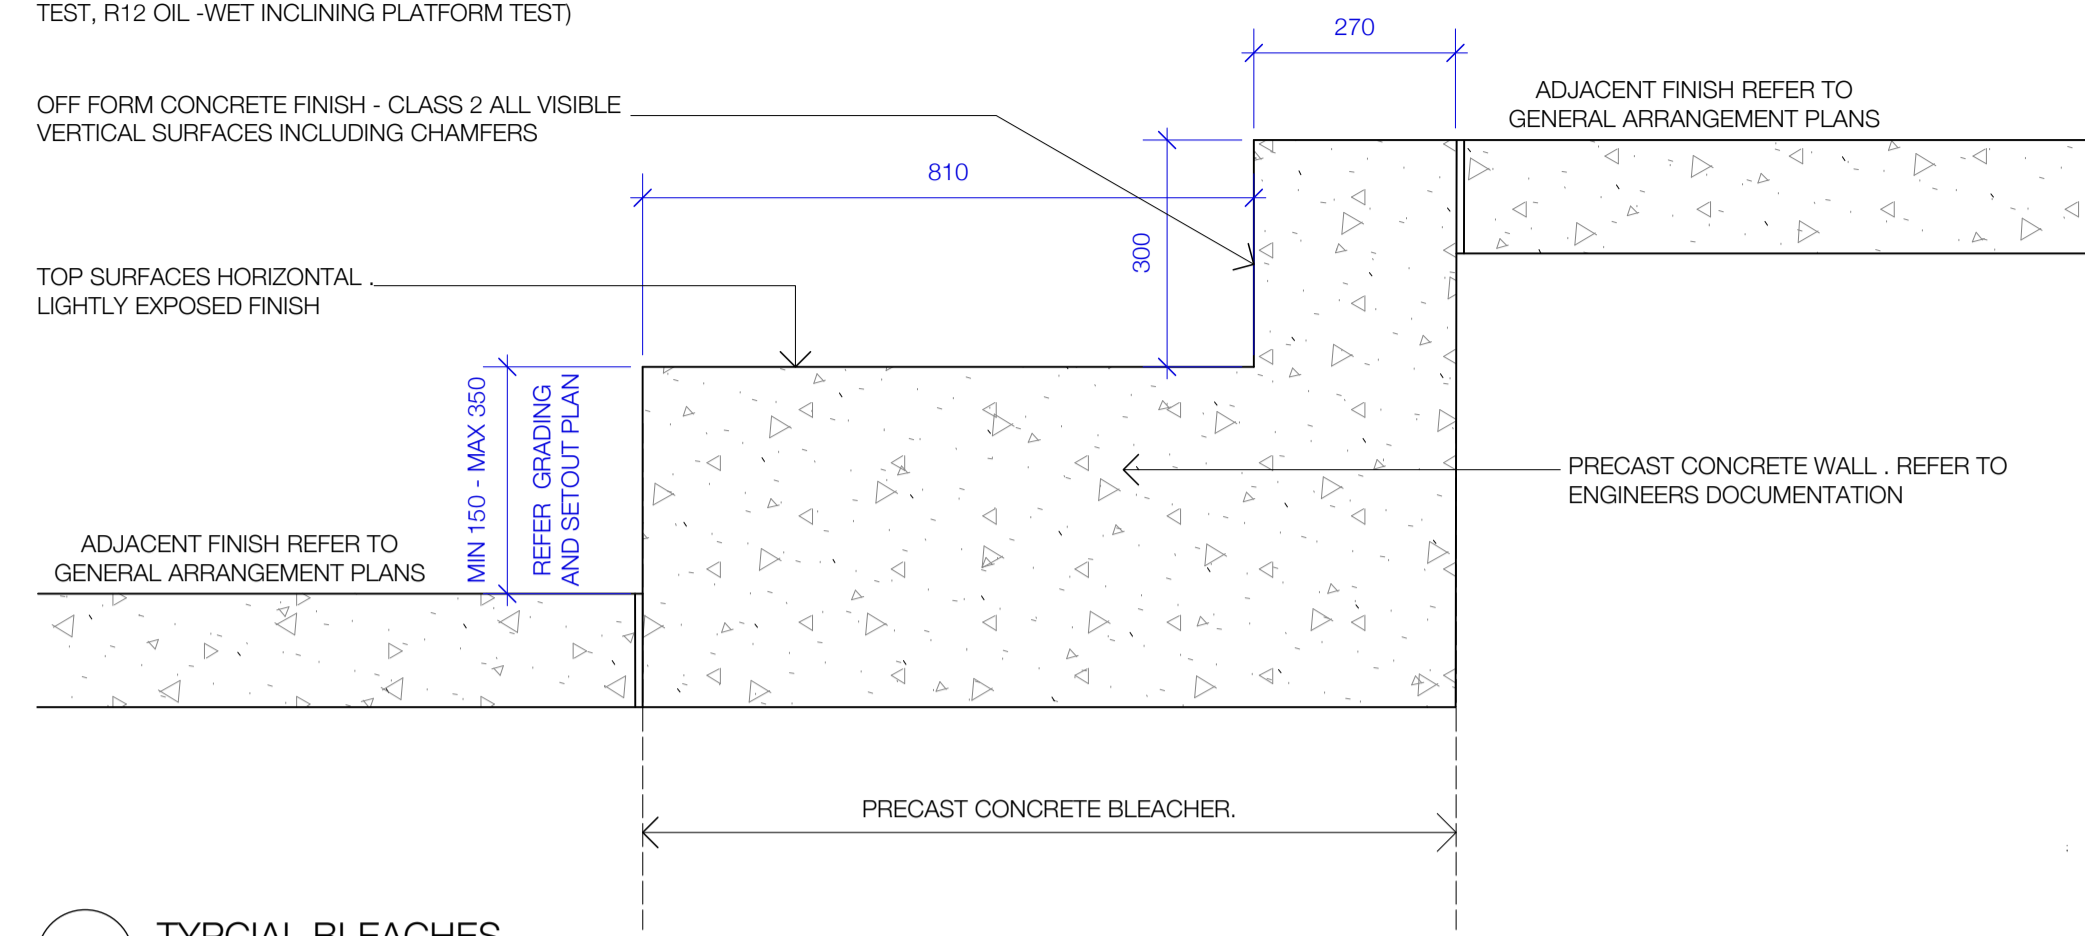 TEST, R12 OIL -WET INCLINING PLATFORM TEST)
270
OFF FORM CONCRETE FINISH - CLASS 2 ALL VISIBLE
VERTICAL SURFACES INCLUDING CHAMFERS
ADJACENT FINISH REFER TO
GENERAL ARRANGEMENT PLANS
810
300
TOP SURFACES HORIZONTAL .
LIGHTLY EXPOSED FINISH
MIN 150 - MAX 350
REFER GRADING
AND SETOUT PLAN
PRECAST CONCRETE WALL . REFER TO
ENGINEERS DOCUMENTATION
ADJACENT FINISH REFER TO
GENERAL ARRANGEMENT PLANS
PRECAST CONCRETE BLEACHER.
TYPCIAL BLEACHES